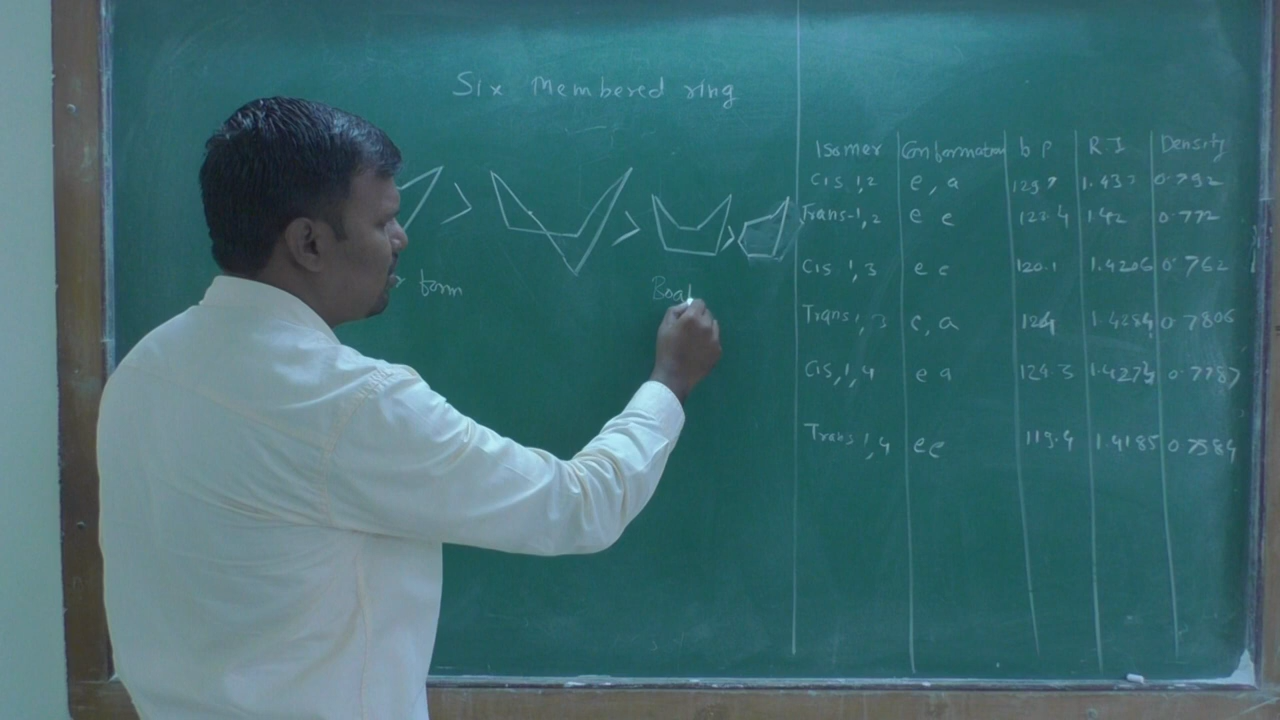 Six Membered ring
> > >
form
Boat
Isomer Conformation b p R I Density
Cis 1,2 e, a 129.7 1.43 0.792
Trans-1,2 e e 123.4 1.42 0.772
Cis 1,3 e e 120.1 1.4206 0.762
Trans 1,3 e, a 124 1.4284 0.7806
Cis, 1,4 e a 124.3 1.4273 0.7787
Trans 1,4 ee 119.4 1.4185 0.7584